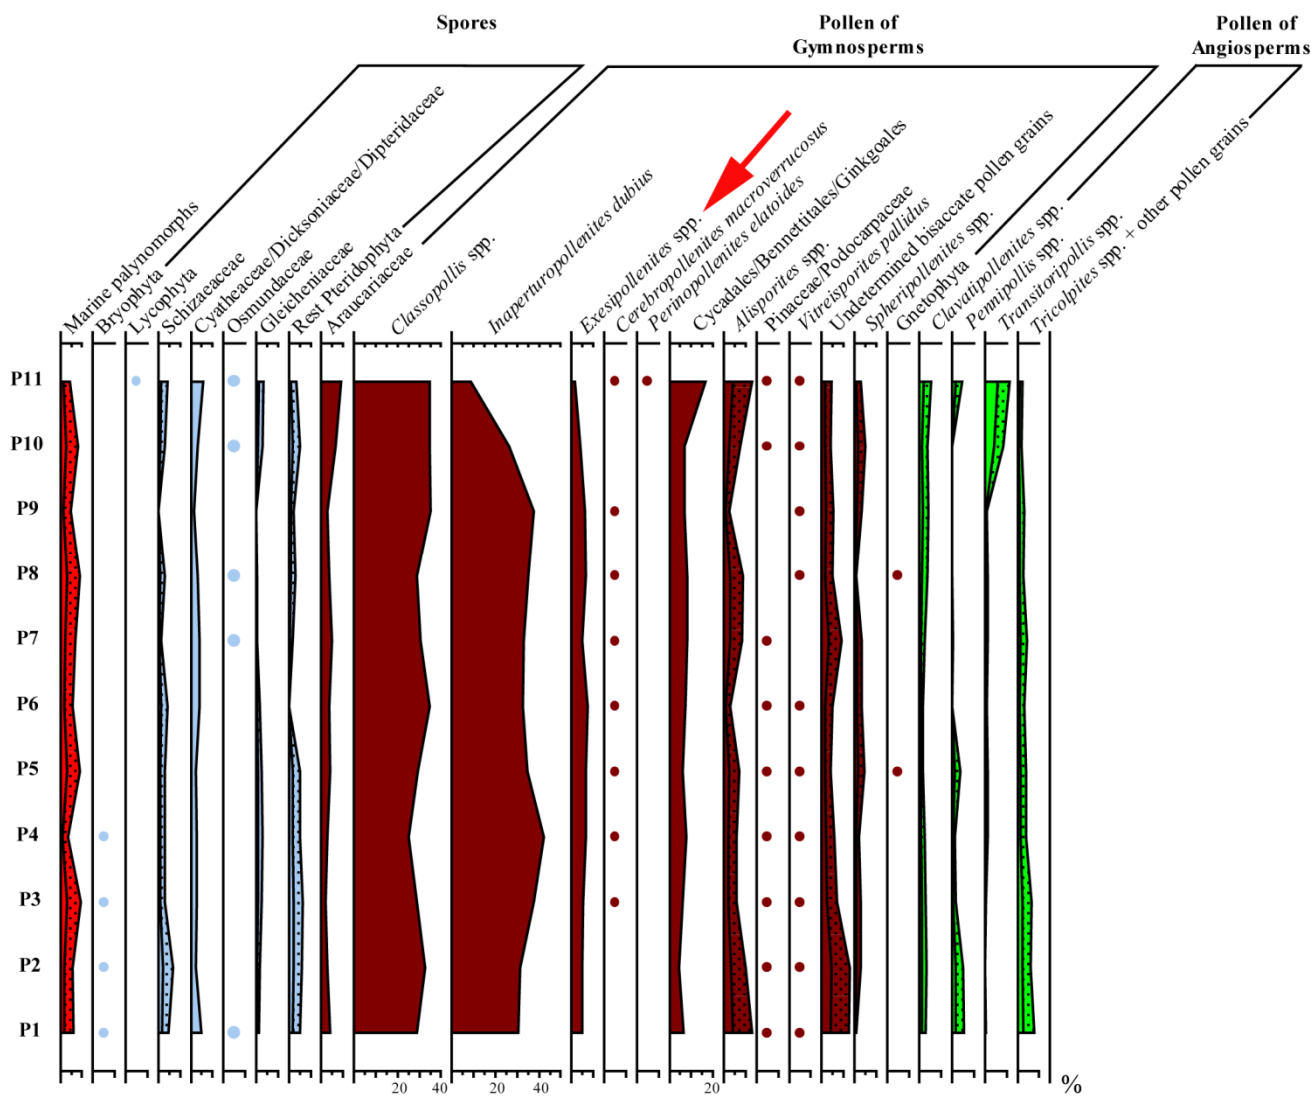 Spores
Pollen of
Gymnosperms
Pollen of
Angiosperms
Marine palynomorphs
Bryophyta
Lycophyta
Schizaeaceae
Cyatheaceae/Dicksoniaceae/Dipteridaceae
Osmundaceae
Gleicheniaceae
Rest Pteridophyta
Araucariaceae
Classopollis spp.
Inaperturopollenites dubius
Exesipollenites spp.
Cerebropollenites macroverrucosus
Perinopollenites elatoides
Cycadales/Bennettitales/Ginkgoales
Alisporites spp.
Pinaceae/Podocarpaceae
Vitreisporites pallidus
Undetermined bisaccate pollen grains
Spheripollenites spp.
Gnetophyta
Clavatipollenites spp.
Pennipollis spp.
Transitoripollis spp.
Tricolpites spp. + other pollen grains
P11
P10
P9
P8
P7
P6
P5
P4
P3
P2
P1
20 40 20 40 20 %